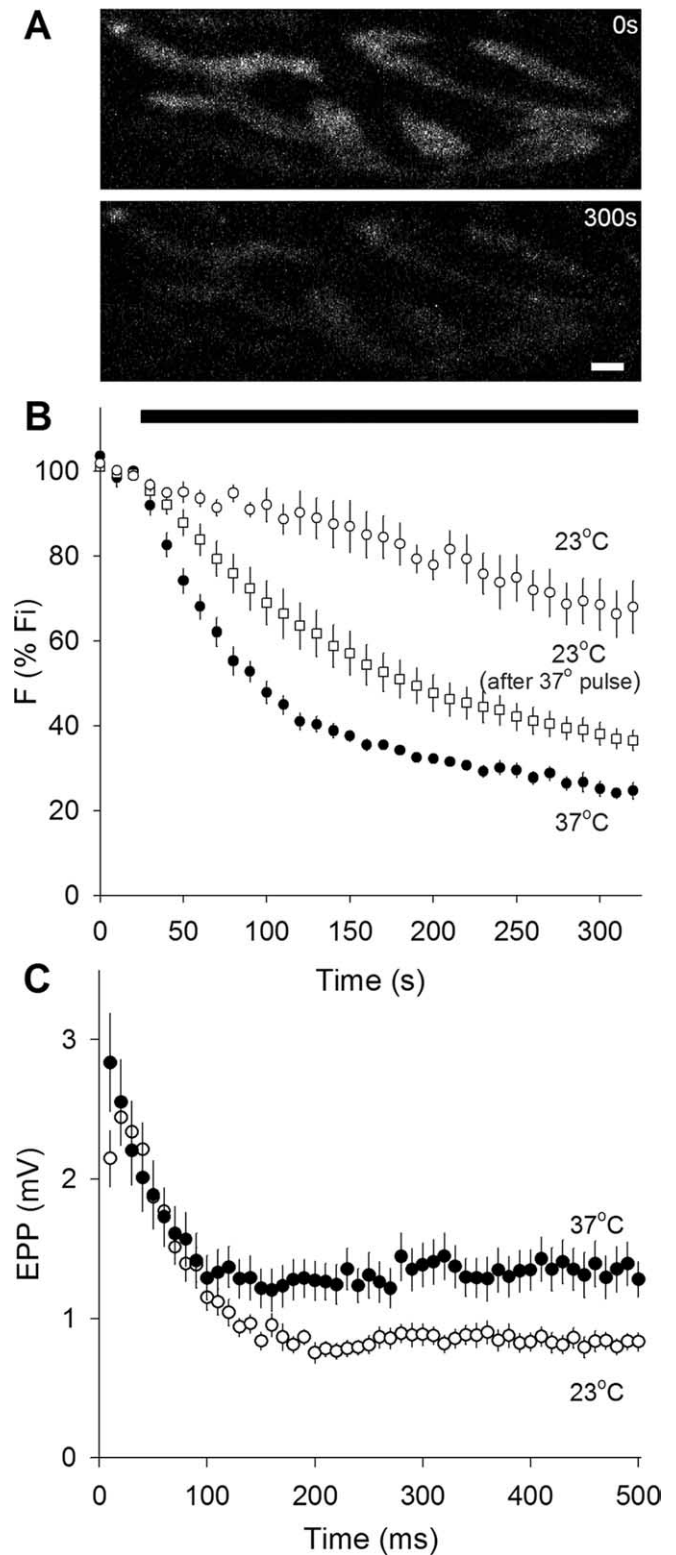 A
0s
300s
B
100
80
60
40
20
0
F (% Fi)
23°C
23°C
(after 37° pulse)
37°C
0 50 100 150 200 250 300
Time (s)
C
3
2
1
0
EPP (mV)
37°C
23°C
0 100 200 300 400 500
Time (ms)